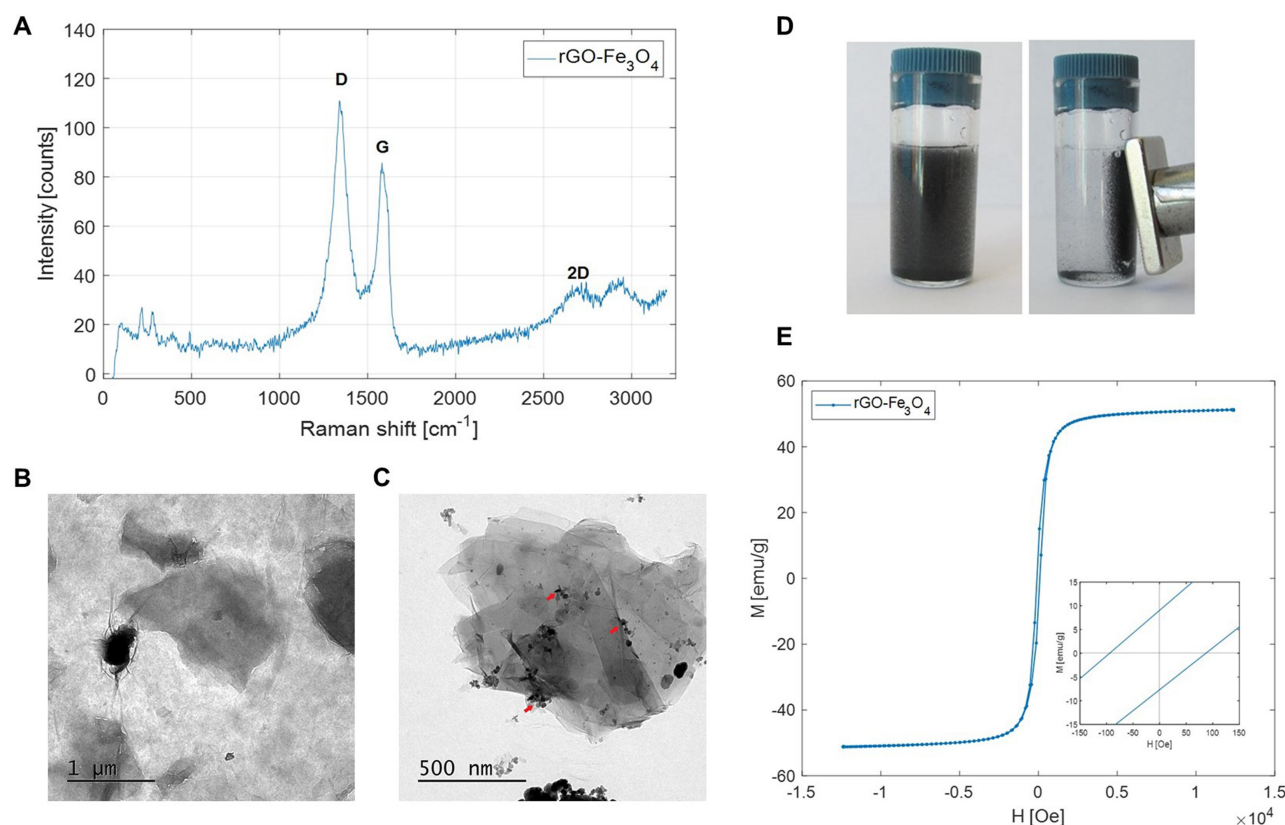 A
140
120
100
80
60
40
20
0
Intensity [counts]
rGO-Fe3O4
D
G
2D
0
500
1000
1500
2000
2500
3000
Raman shift [cm-1]
B
1 μm
C
500 nm
D
E
60
40
20
0
-20
-40
-60
M [emu/g]
rGO-Fe3O4
15
10
5
0
-5
-10
-15
M [emu/g]
-150
-100
-50
0
50
100
150
H [Oe]
-1.5
-1
-0.5
0
0.5
1
1.5
H [Oe]
×10^4